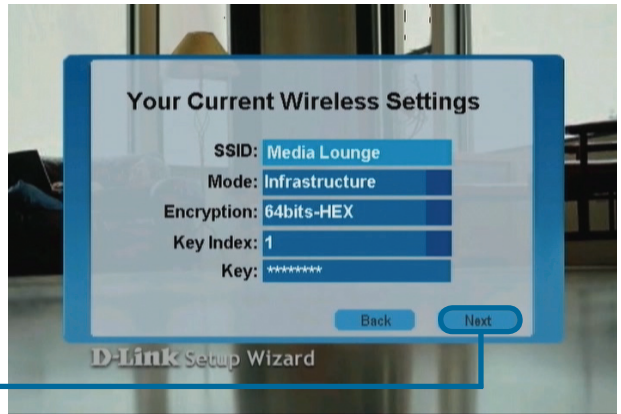 Your Current Wireless Settings
SSID: Media Lounge
Mode: Infrastructure
Encryption: 64bits-HEX
Key Index: 1
Key: ********
Back Next
D-Link Setup Wizard